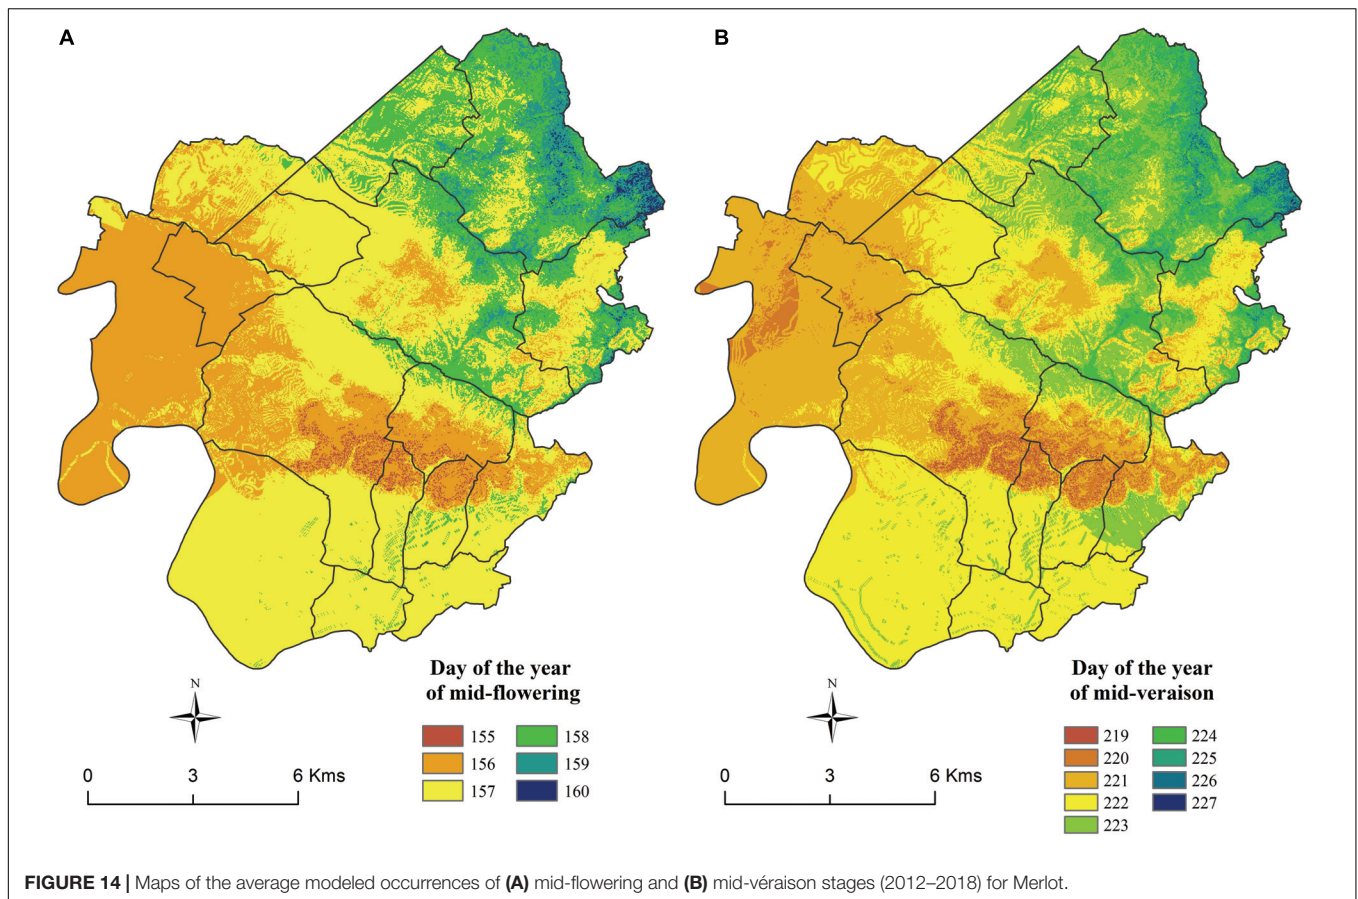 A
B
Day of the year
of mid-flowering
155
156
157
158
159
160
N
0 3 6 Kms
Day of the year
of mid-veraison
219
220
221
222
223
224
225
226
227
N
0 3 6 Kms
FIGURE 14 | Maps of the average modeled occurrences of (A) mid-flowering and (B) mid-véraison stages (2012–2018) for Merlot.